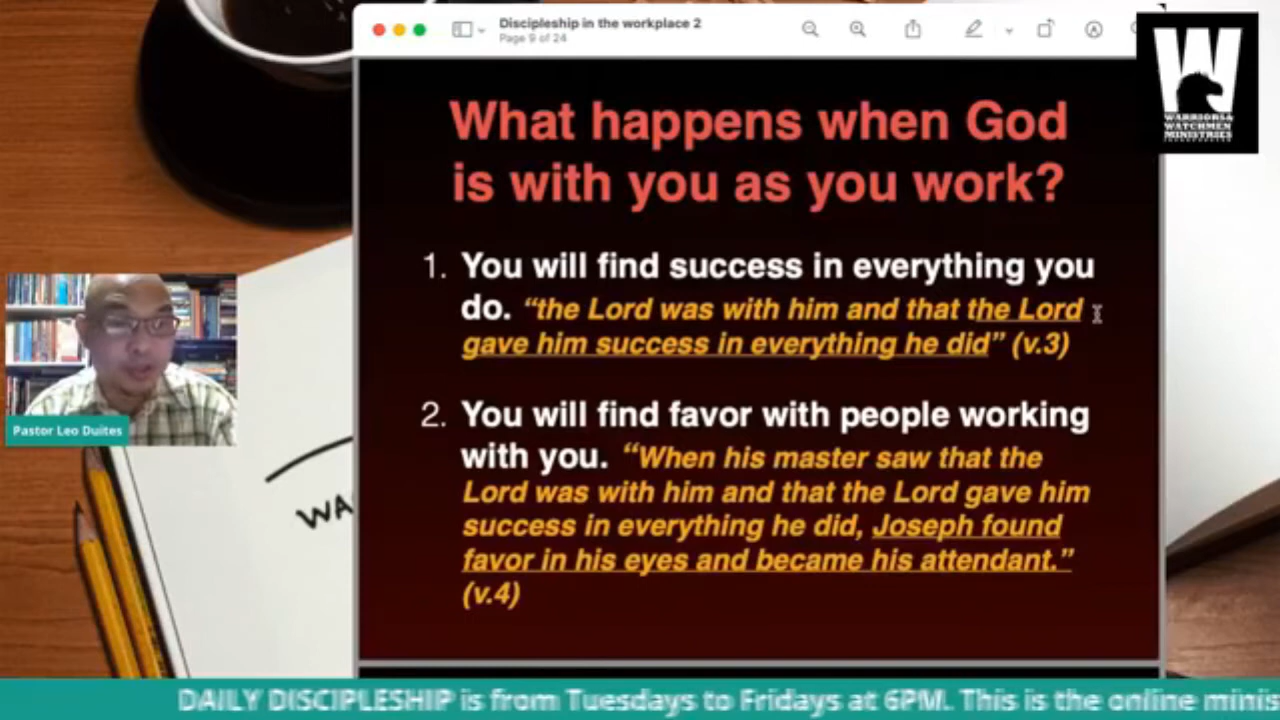 Discipleship in the workplace 2
Page 9 of 24
W
WARRIORS&
WATCHMEN
MINISTRIES
What happens when God
is with you as you work?
1. You will find success in everything you
do. “the Lord was with him and that the Lord
gave him success in everything he did” (v.3)
2. You will find favor with people working
with you. “When his master saw that the
Lord was with him and that the Lord gave him
success in everything he did, Joseph found
favor in his eyes and became his attendant.”
(v.4)
Pastor Leo Duites
WA
DAILY DISCIPLESHIP is from Tuesdays to Fridays at 6PM. This is the online minis